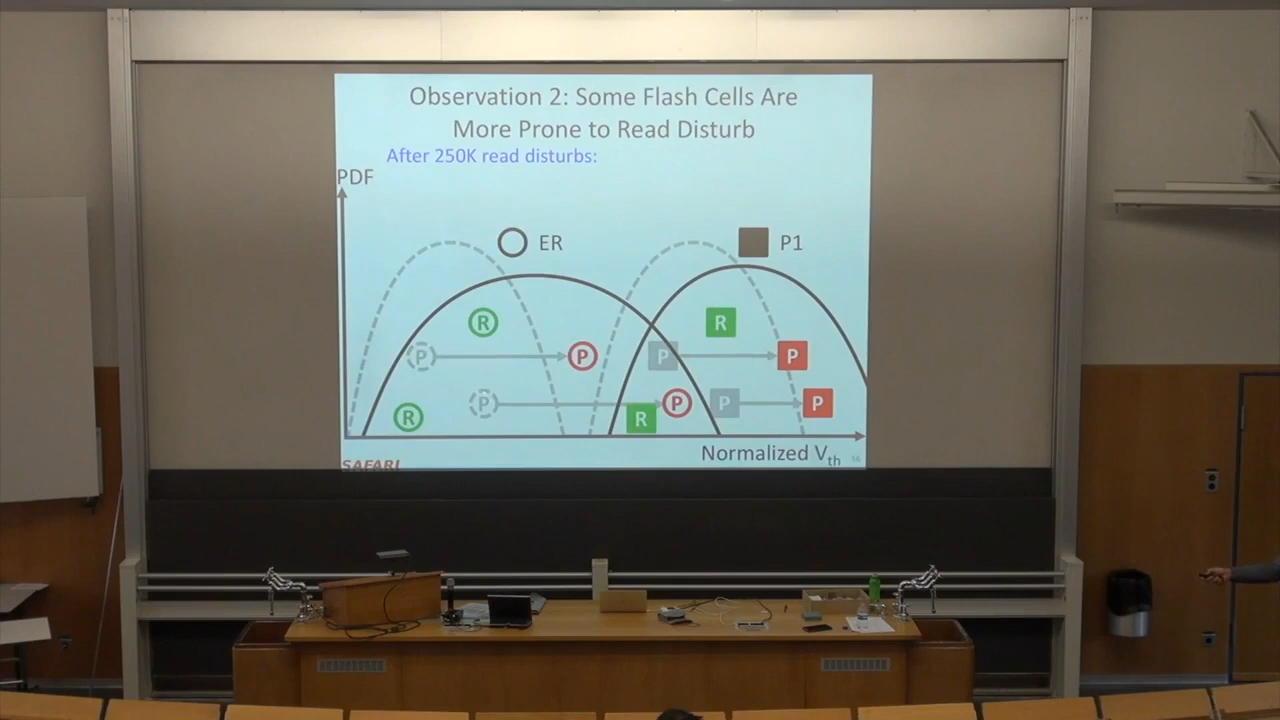 Observation 2: Some Flash Cells Are
More Prone to Read Disturb
After 250K read disturbs:
PDF
ER
P1
R
R
P
P
P
P
P
P
R
P
P
R
Normalized Vth
SAFARI
56